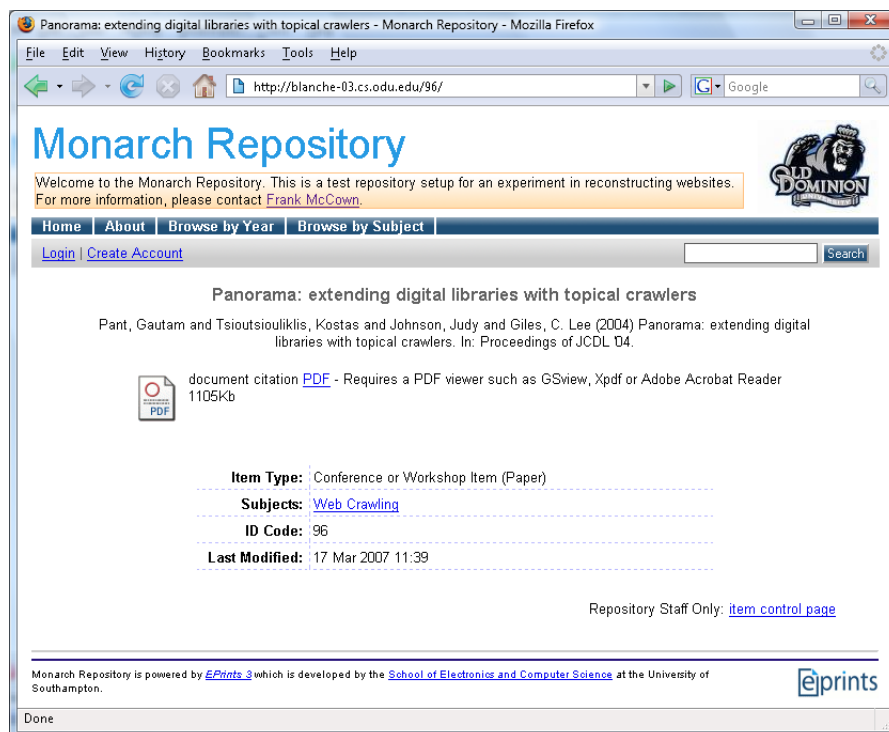 Panorama: extending digital libraries with topical crawlers - Monarch Repository - Mozilla Firefox
File Edit View History Bookmarks Tools Help
http://blanche-03.cs.odu.edu/96/
G Google
Monarch Repository
Welcome to the Monarch Repository. This is a test repository setup for an experiment in reconstructing websites.
For more information, please contact Frank McCown.
OLD DOMINION
Home About Browse by Year Browse by Subject
Login | Create Account
Search
Panorama: extending digital libraries with topical crawlers
Pant, Gautam and Tsioutsiouliklis, Kostas and Johnson, Judy and Giles, C. Lee (2004) Panorama: extending digital
libraries with topical crawlers. In: Proceedings of JCDL '04.
document citation PDF - Requires a PDF viewer such as GSview, Xpdf or Adobe Acrobat Reader
1105Kb
PDF
Item Type: Conference or Workshop Item (Paper)
Subjects: Web Crawling
ID Code: 96
Last Modified: 17 Mar 2007 11:39
Repository Staff Only: item control page
Monarch Repository is powered by EPrints 3 which is developed by the School of Electronics and Computer Science at the University of
Southampton.
eprints
Done